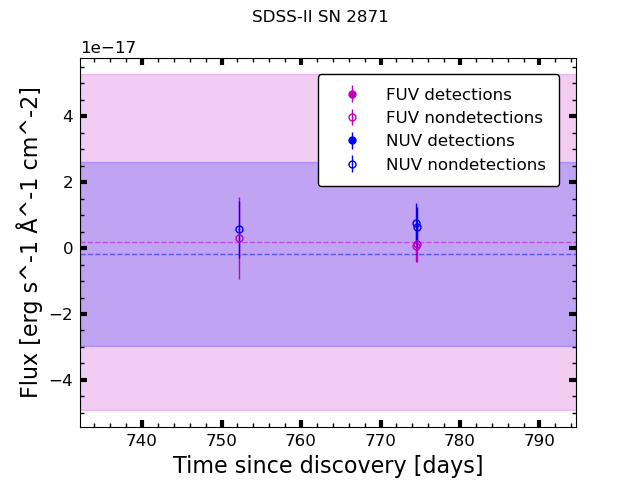 SDSS-II SN 2871
1e−17
FUV detections
FUV nondetections
NUV detections
NUV nondetections
4
2
0
−2
−4
Flux [erg s^-1 Å^-1 cm^-2]
740 750 760 770 780 790
Time since discovery [days]